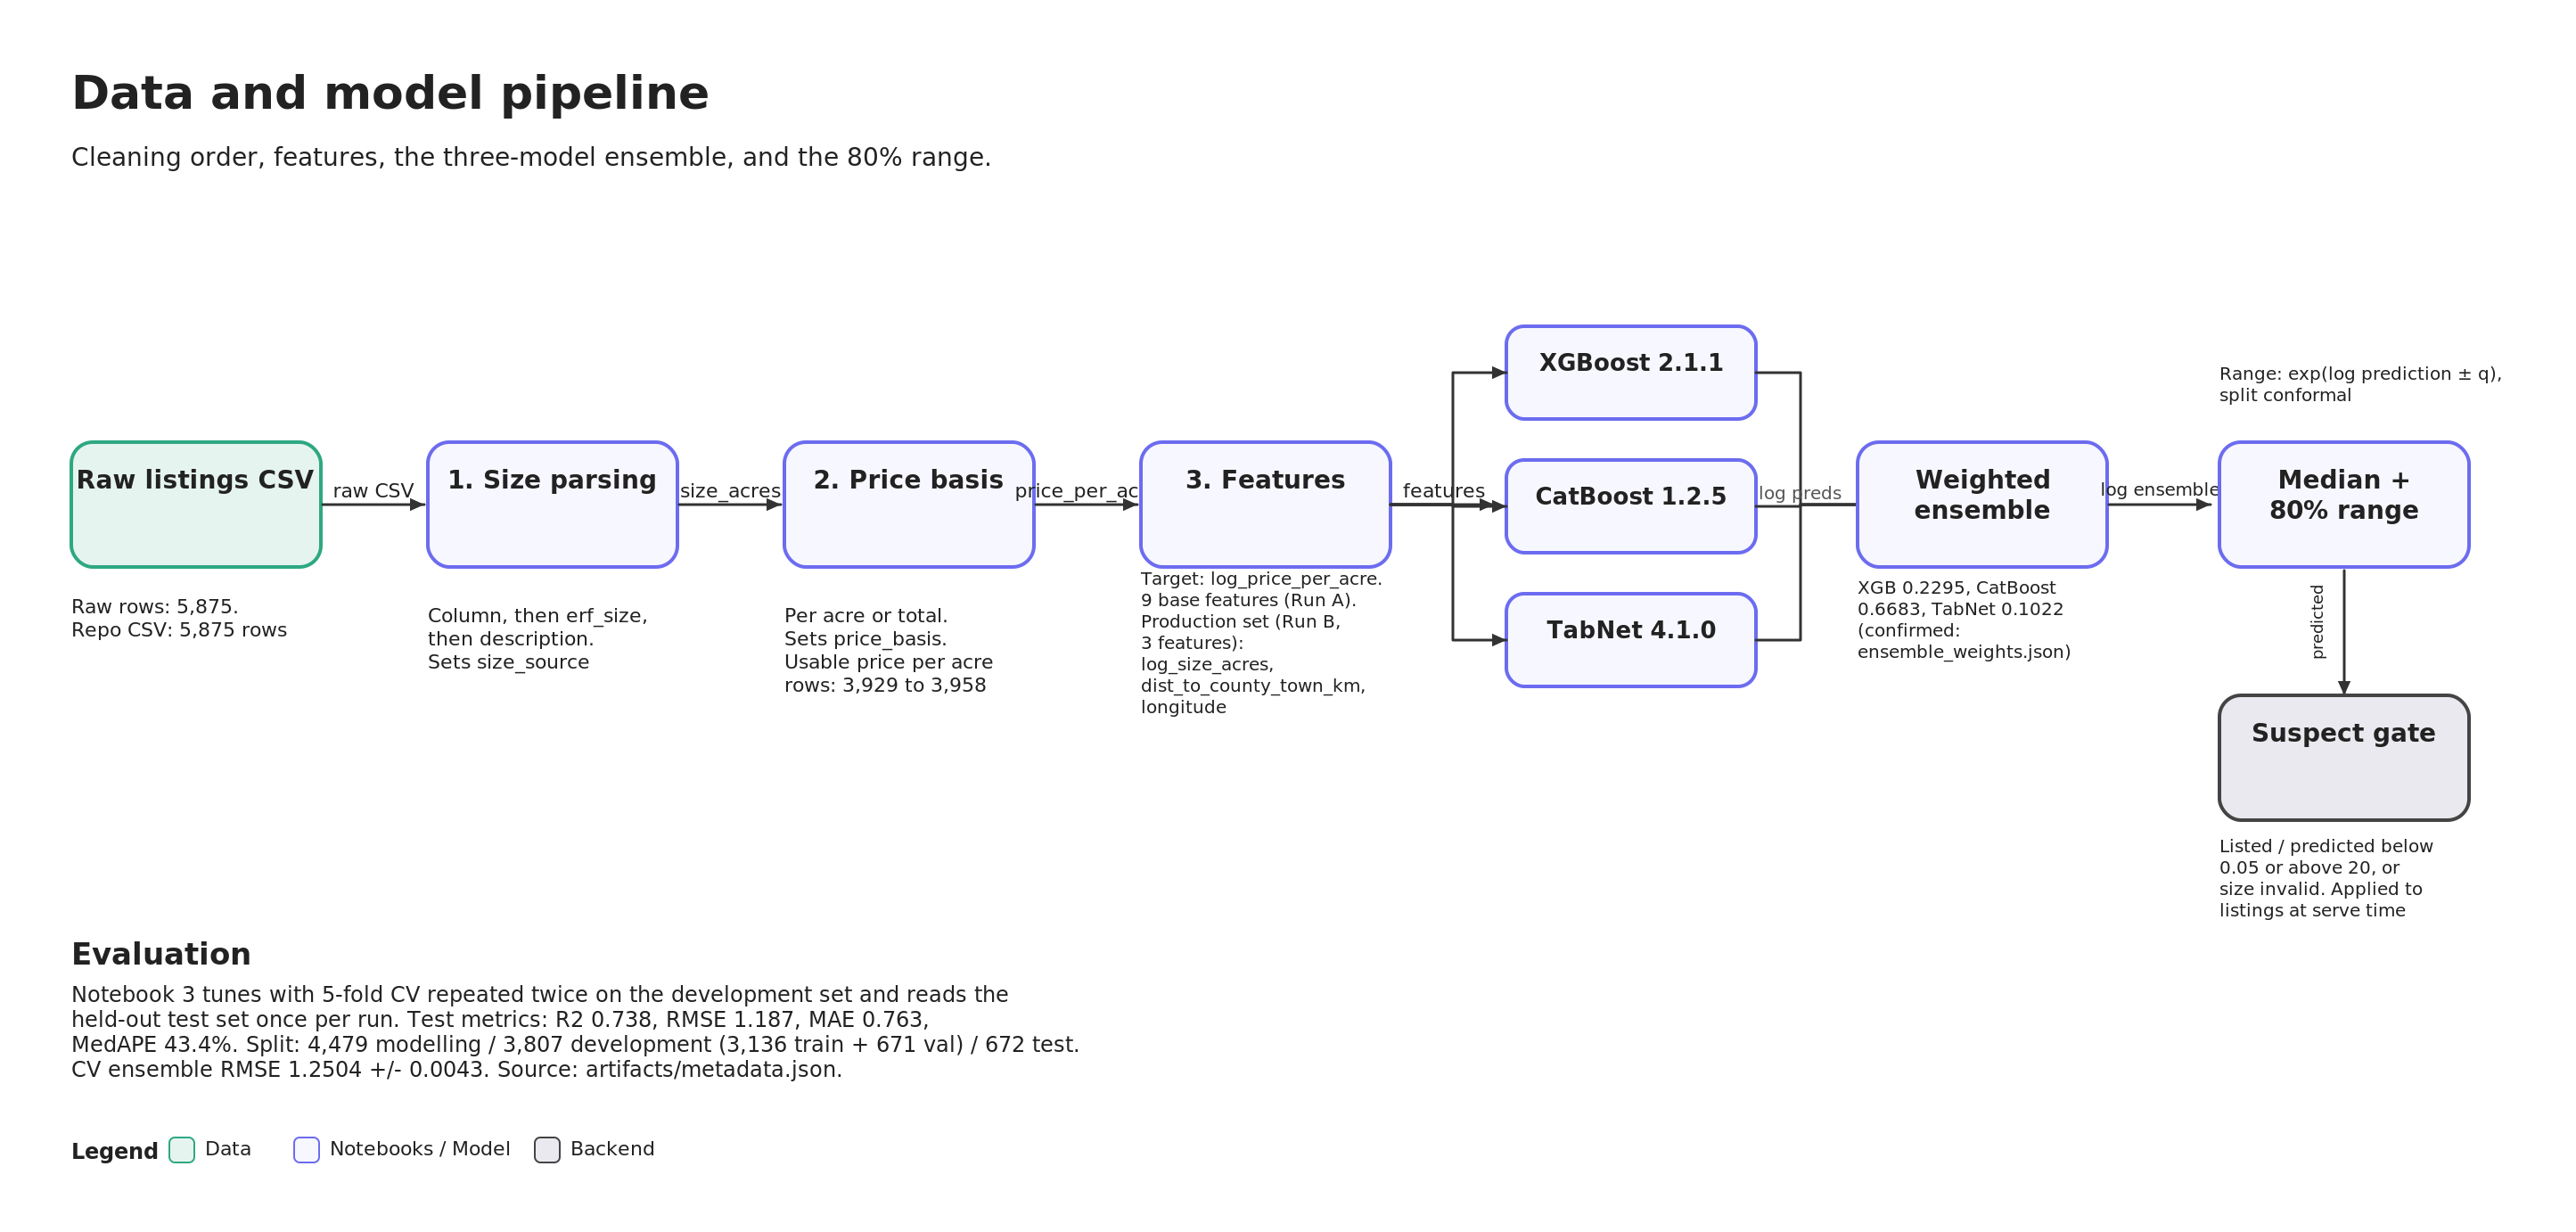 Data and model pipeline
Cleaning order, features, the three-model ensemble, and the 80% range.
Raw listings CSV
raw CSV
1. Size parsing
size_acres
2. Price basis
price_per_ac
3. Features
features
XGBoost 2.1.1
CatBoost 1.2.5
TabNet 4.1.0
log preds
Weighted
ensemble
log ensemble
Range: exp(log prediction ± q),
split conformal
Median +
80% range
Raw rows: 5,875.
Repo CSV: 5,875 rows
Column, then erf_size,
then description.
Sets size_source
Per acre or total.
Sets price_basis.
Usable price per acre
rows: 3,929 to 3,958
Target: log_price_per_acre.
9 base features (Run A).
Production set (Run B,
3 features):
log_size_acres,
dist_to_county_town_km,
longitude
XGB 0.2295, CatBoost
0.6683, TabNet 0.1022
(confirmed:
ensemble_weights.json)
predicted
Suspect gate
Listed / predicted below
0.05 or above 20, or
size invalid. Applied to
listings at serve time
Evaluation
Notebook 3 tunes with 5-fold CV repeated twice on the development set and reads the
held-out test set once per run. Test metrics: R2 0.738, RMSE 1.187, MAE 0.763,
MedAPE 43.4%. Split: 4,479 modelling / 3,807 development (3,136 train + 671 val) / 672 test.
CV ensemble RMSE 1.2504 +/- 0.0043. Source: artifacts/metadata.json.
Legend
Data
Notebooks / Model
Backend